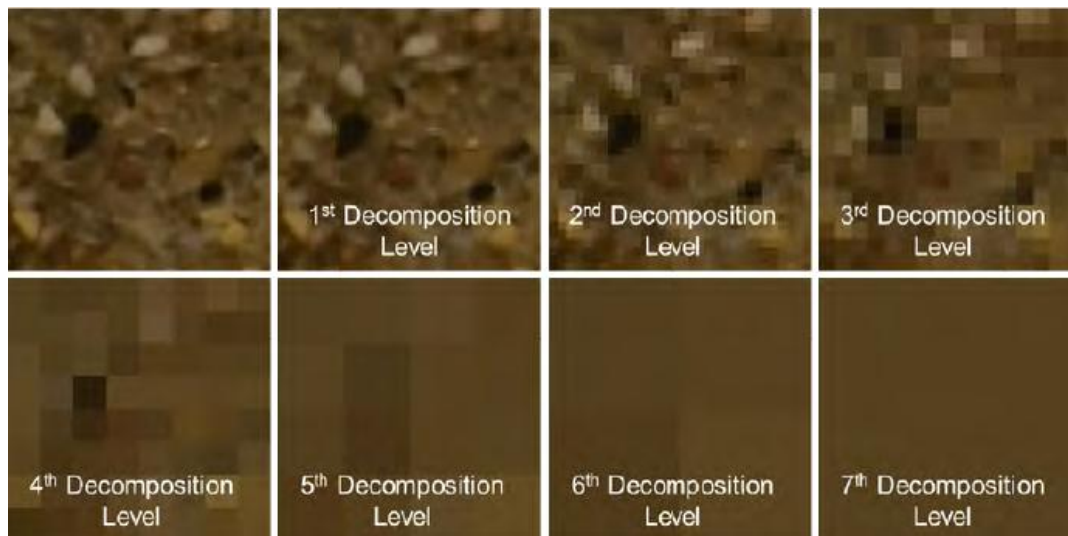 1st Decomposition
Level
2nd Decomposition
Level
3rd Decomposition
Level
4th Decomposition
Level
5th Decomposition
Level
6th Decomposition
Level
7th Decomposition
Level